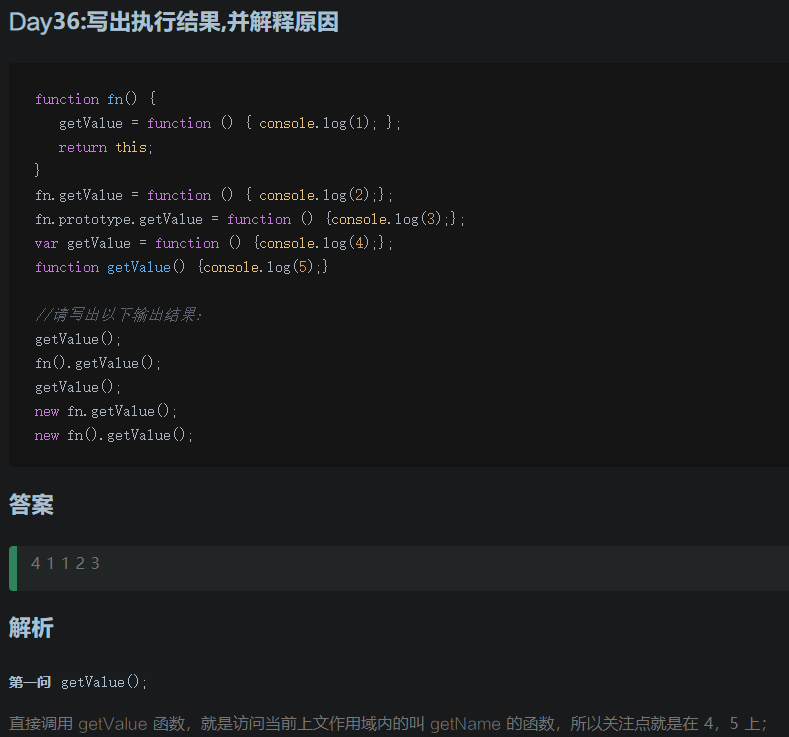 Day36:写出执行结果,并解释原因
function fn() {
getValue = function () { console.log(1); };
return this;
}
fn.getValue = function () { console.log(2);};
fn.prototype.getValue = function () {console.log(3);};
var getValue = function () {console.log(4);};
function getValue() {console.log(5);}
//请写出以下输出结果:
getValue();
fn().getValue();
getValue();
new fn.getValue();
new fn().getValue();
答案
4 1 1 2 3
解析
第一问 getValue();
直接调用 getValue 函数，就是访问当前上文作用域内的叫 getName 的函数，所以关注点就是在 4，5 上；